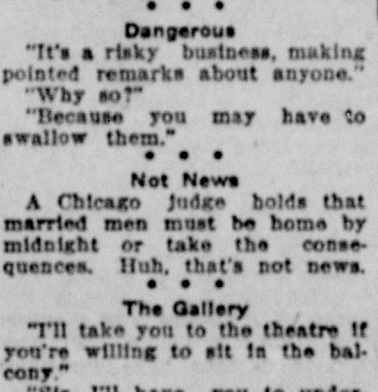 • • •
Dangerous
"It's a risky business, making
pointed remarks about anyone."
"Why so?"
"Because you may have to
swallow them."
• • •
Not News
A Chicago judge holds that
married men must be home by
midnight or take the conse-
quences. Huh, that's not news.
• • •
The Gallery
"I'll take you to the theatre if
you're willing to sit in the bal-
cony."